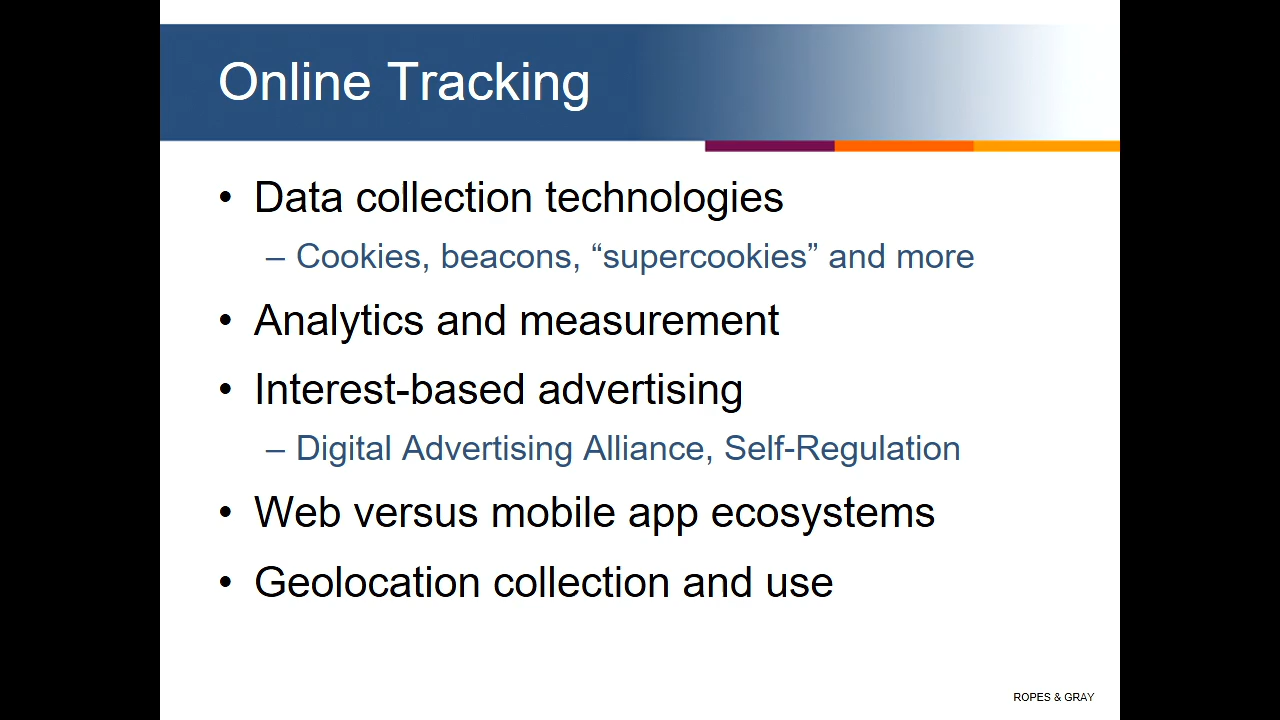 Online Tracking
• Data collection technologies
– Cookies, beacons, “supercookies” and more
• Analytics and measurement
• Interest-based advertising
– Digital Advertising Alliance, Self-Regulation
• Web versus mobile app ecosystems
• Geolocation collection and use
ROPES & GRAY